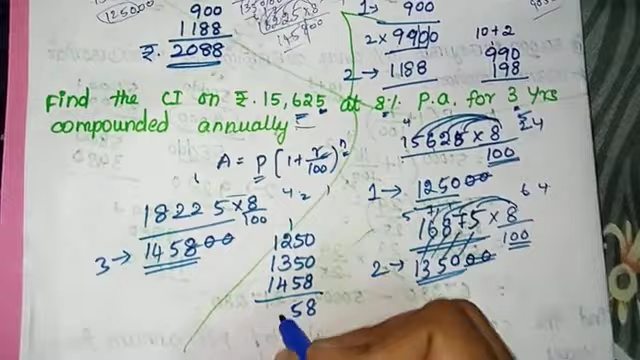 125000
900
1188
₹. 2088
1→ 900
2 x 9900
2→ 1188
10+2
990
198
Find the CI on ₹. 15,625 at 8% P.a. for 3 yrs
compounded annually
A = P(1+r/100)^n
15625 x 8
100
1→ 125000
16875 x 8
100
2→ 135000
18225 x 8
100
3→ 145800
1250
1350
1458
58